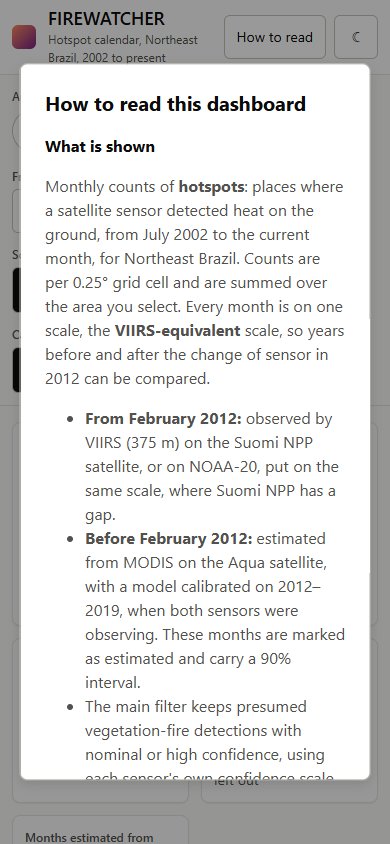 FIREWATCHER
Hotspot calendar, Northeast
Brazil, 2002 to present
How to read
How to read this dashboard
What is shown
Monthly counts of hotspots: places where
a satellite sensor detected heat on the
ground, from July 2002 to the current
month, for Northeast Brazil. Counts are
per 0.25° grid cell and are summed over
the area you select. Every month is on one
scale, the VIIRS-equivalent scale, so years
before and after the change of sensor in
2012 can be compared.
• From February 2012: observed by
VIIRS (375 m) on the Suomi NPP
satellite, or on NOAA-20, put on the
same scale, where Suomi NPP has a
gap.
• Before February 2012: estimated
from MODIS on the Aqua satellite,
with a model calibrated on 2012–
2019, when both sensors were
observing. These months are marked
as estimated and carry a 90%
interval.
• The main filter keeps presumed
vegetation-fire detections with
nominal or high confidence, using
each sensor's own confidence scale
left out
Months estimated from